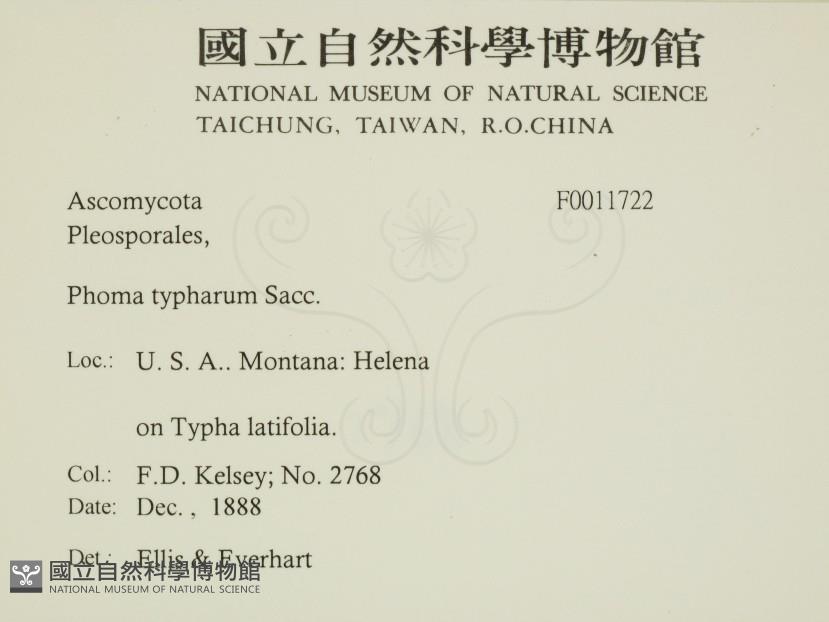 國立自然科學博物館
NATIONAL MUSEUM OF NATURAL SCIENCE
TAICHUNG, TAIWAN, R.O.CHINA
Ascomycota F0011722
Pleosporales,
Phoma typharum Sacc.
Loc.: U. S. A.. Montana: Helena
on Typha latifolia.
Col.: F.D. Kelsey; No. 2768
Date: Dec. , 1888
Det.: Ellis & Everhart
國立自然科學博物館
NATIONAL MUSEUM OF NATURAL SCIENCE